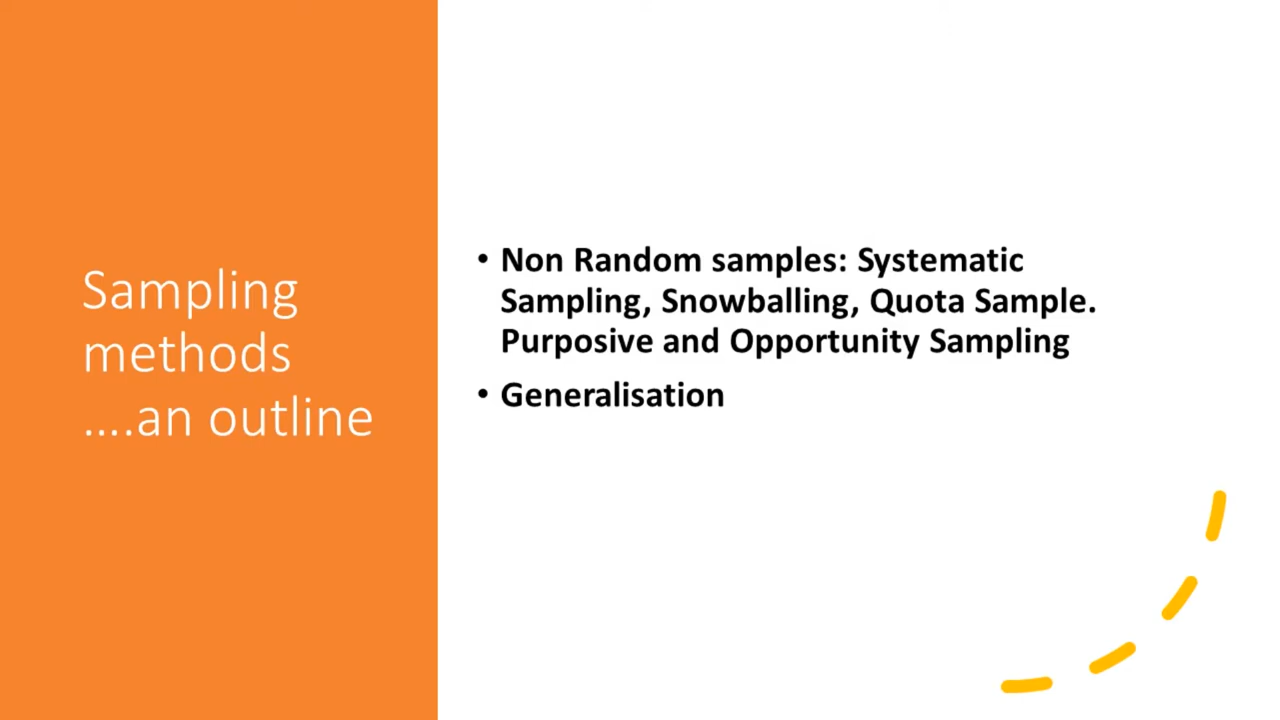 Sampling
methods
....an outline
• Non Random samples: Systematic
Sampling, Snowballing, Quota Sample.
Purposive and Opportunity Sampling
• Generalisation